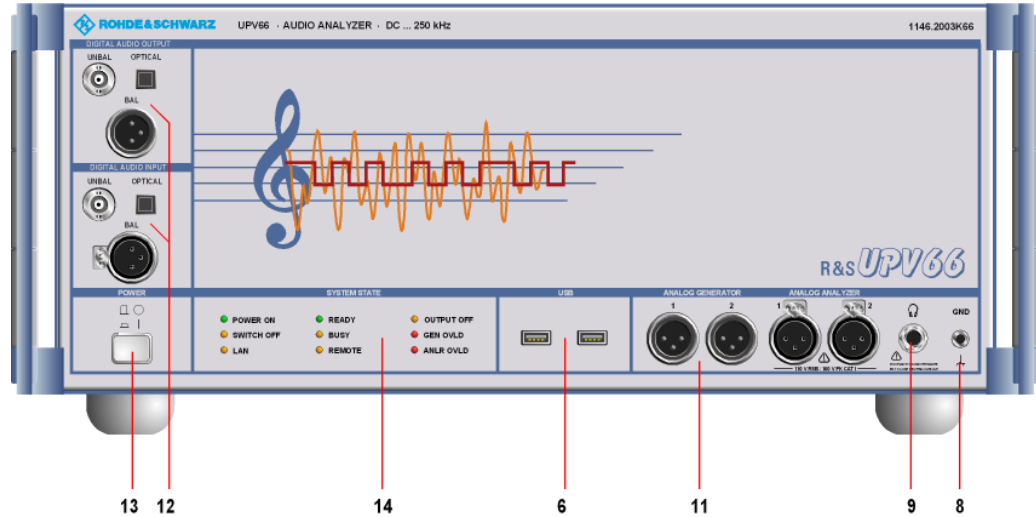 ROHDE & SCHWARZ UPV66 · AUDIO ANALYZER · DC ... 250 kHz 1146.2003K66
DIGITAL AUDIO OUTPUT
UNBAL OPTICAL
BAL
DIGITAL AUDIO INPUT
UNBAL OPTICAL
BAL
R&S UPV66
POWER SYSTEM STATE USB ANALOG GENERATOR ANALOG ANALYZER
1 2 1 2
GND
POWER ON READY OUTPUT OFF
SWITCH OFF BUSY GEN OVLD
LAN REMOTE ANLR OVLD
13 12 14 6 11 9 8